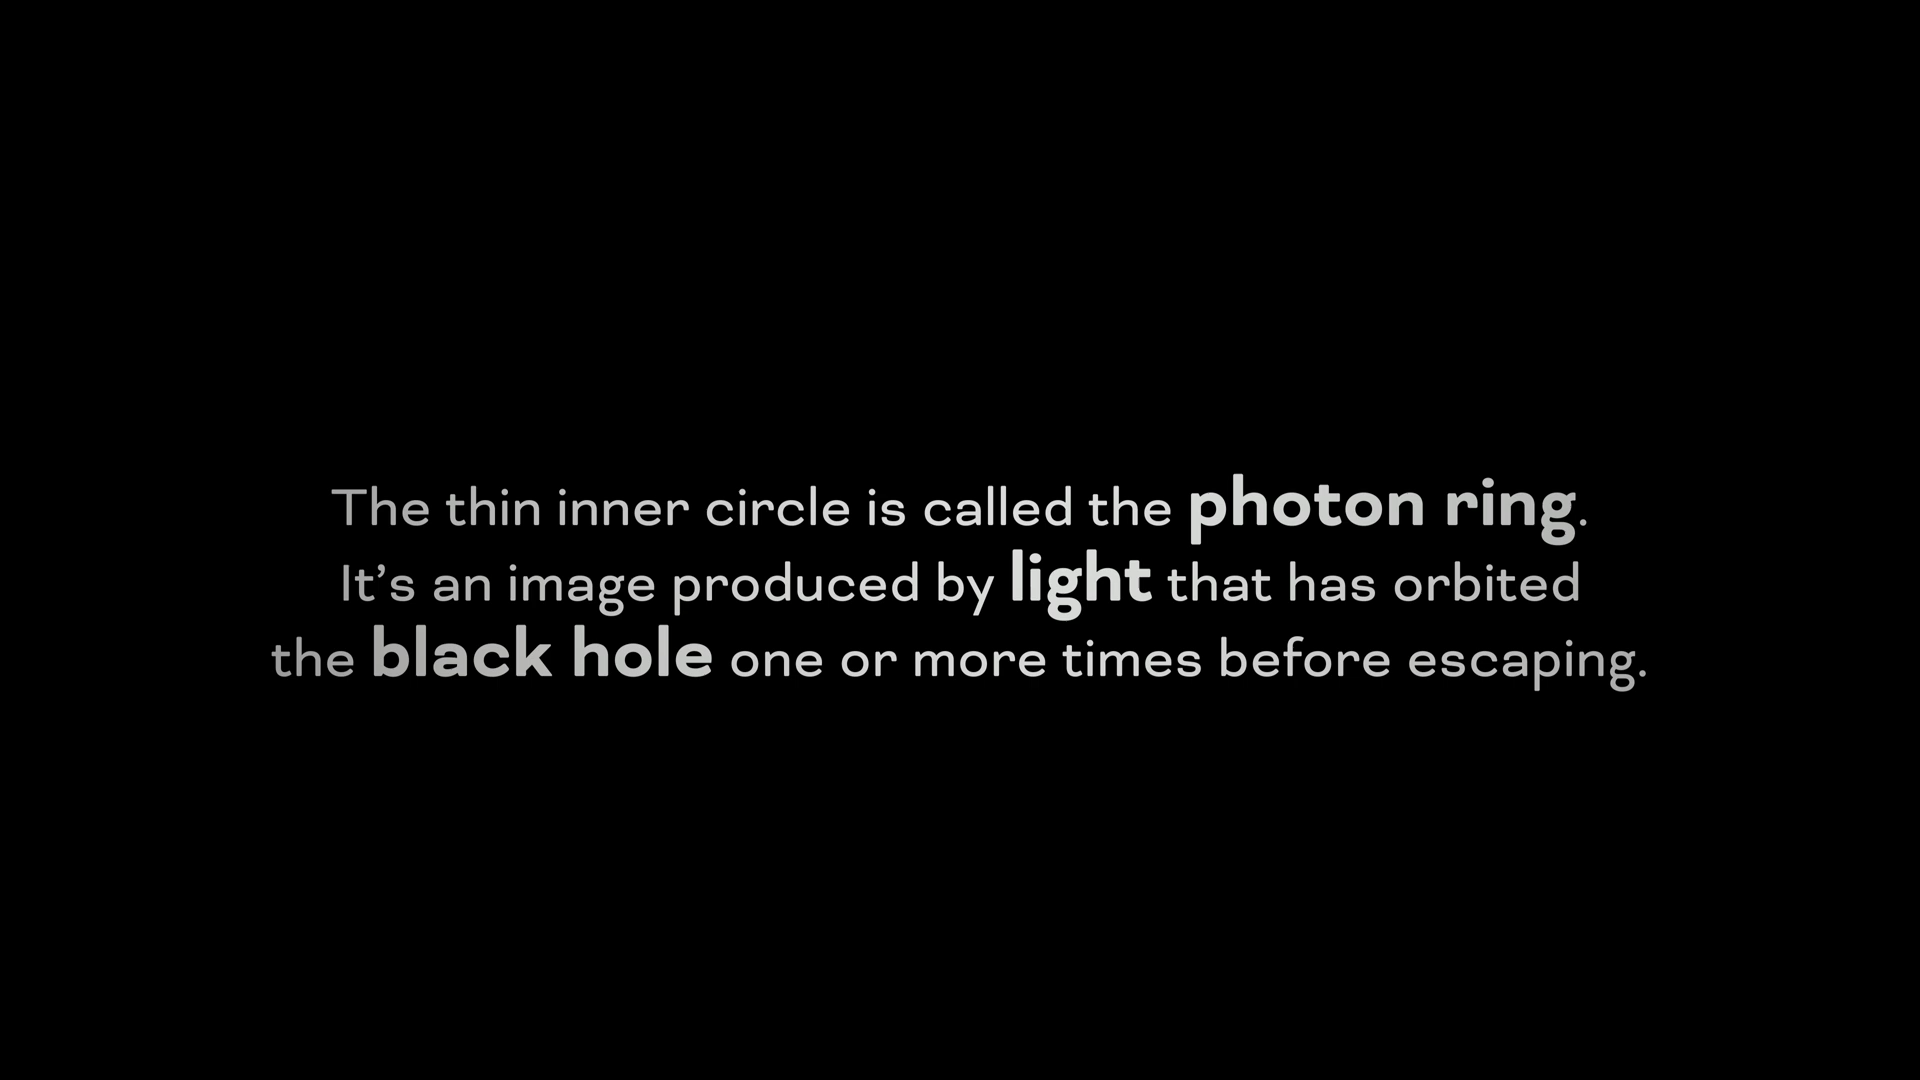 The thin inner circle is called the photon ring.
It’s an image produced by light that has orbited
the black hole one or more times before escaping.